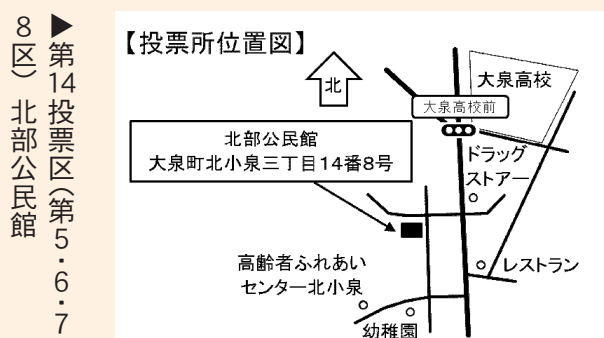 ▶第14投票区(第5・6・7
8区) 北部公民館
【投票所位置図】
北
大泉高校
大泉高校前
北部公民館
大泉町北小泉三丁目14番8号
ドラッグ
ストアー
高齢者ふれあい
センター北小泉
レストラン
幼稚園